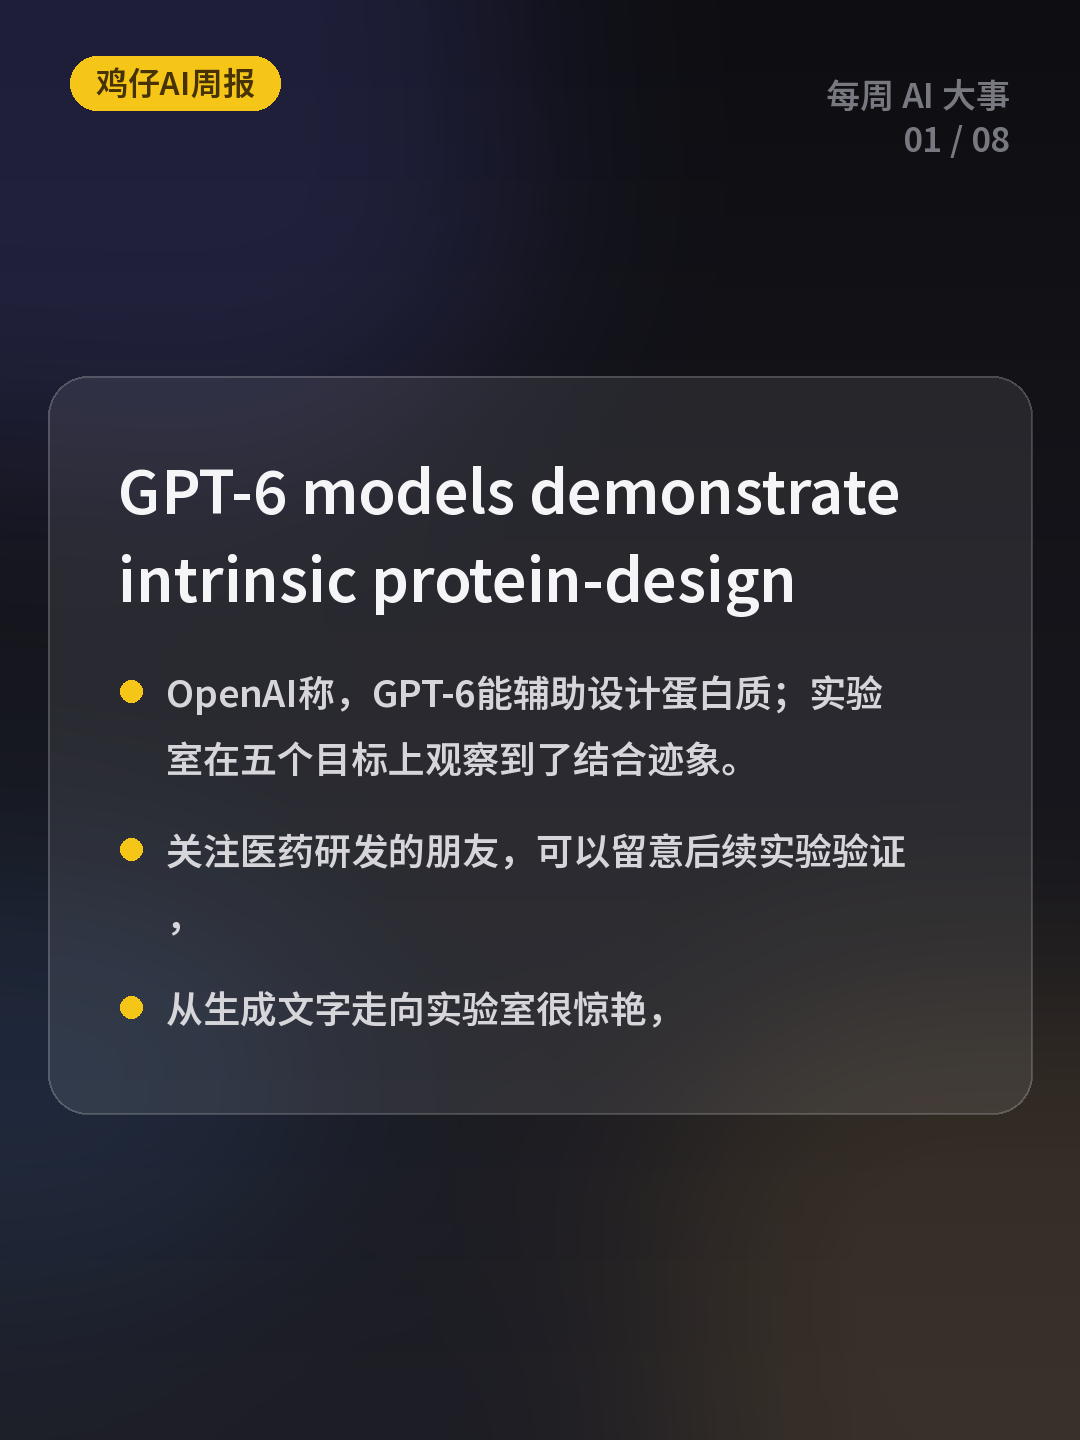 鸡仔AI周报
每周 AI 大事
01 / 08
GPT-6 models demonstrate
intrinsic protein-design
OpenAI称，GPT-6能辅助设计蛋白质；实验
室在五个目标上观察到了结合迹象。
关注医药研发的朋友，可以留意后续实验验证
，
从生成文字走向实验室很惊艳，